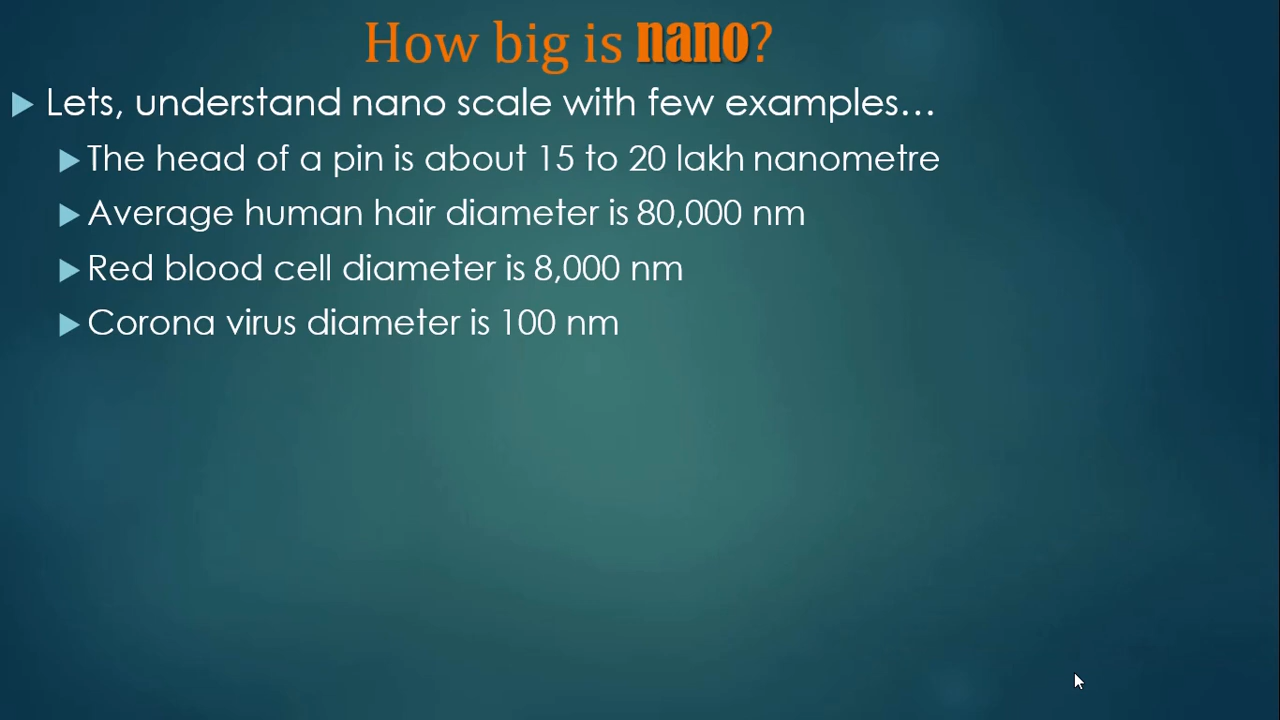 How big is nano?
Lets, understand nano scale with few examples…
The head of a pin is about 15 to 20 lakh nanometre
Average human hair diameter is 80,000 nm
Red blood cell diameter is 8,000 nm
Corona virus diameter is 100 nm